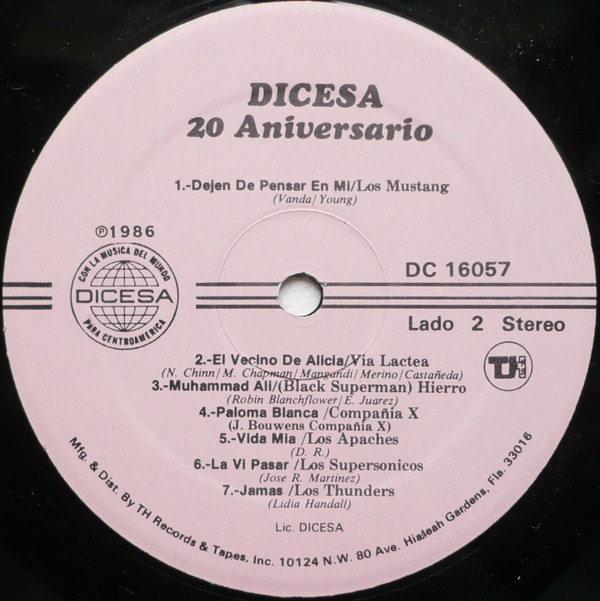 DICESA
20 Aniversario
1.-Dejen De Pensar En Mi/Los Mustang
(Vanda/Young)
℗1986
CON LA MUSICA DEL MUNDO
DICESA
PARA CENTROAMERICA
DC 16057
Lado 2 Stereo
TH
2.-El Vecino De Alicia/Via Lactea
(N. Chinn/M. Chapman/Mangandi/Merino/Castañeda)
3.-Muhammad Ali/(Black Superman) Hierro
(Robin Blanchflower/E. Juarez)
4.-Paloma Blanca /Compañia X
(J. Bouwens Compañia X)
5.-Vida Mia /Los Apaches
(D. R.)
6.-La Vi Pasar /Los Supersonicos
(Jose R. Martinez)
7.-Jamas /Los Thunders
(Lidia Handall)
Lic. DICESA
Mfg. & Dist. By TH Records & Tapes, Inc. 10124 N.W. 80 Ave. Hialeah Gardens, Fla. 33016